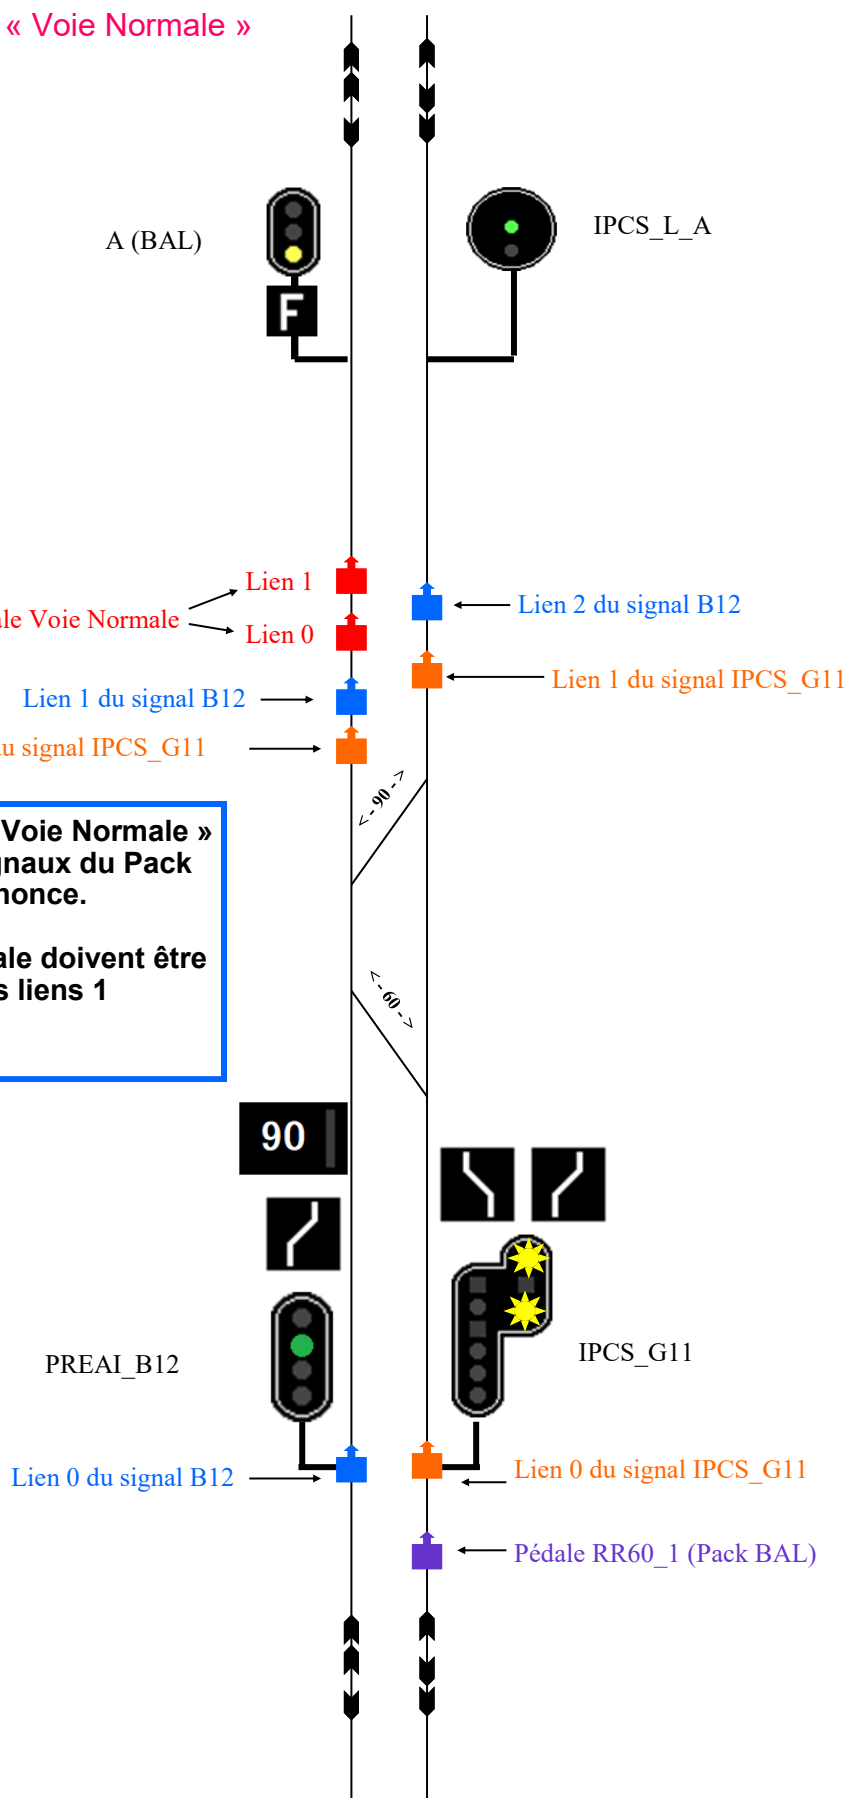 « Voie Normale »
A (BAL)
IPCS_L_A
F
Lien 1
Lien 2 du signal B12
ale Voie Normale
Lien 0
Lien 1 du signal IPCS_G11
Lien 1 du signal B12
du signal IPCS_G11
< - 90 - >
Voie Normale »
gnaux du Pack
nonce.
ale doivent être
s liens 1
< - 60 - >
90
PREAI_B12
IPCS_G11
Lien 0 du signal B12
Lien 0 du signal IPCS_G11
Pédale RR60_1 (Pack BAL)